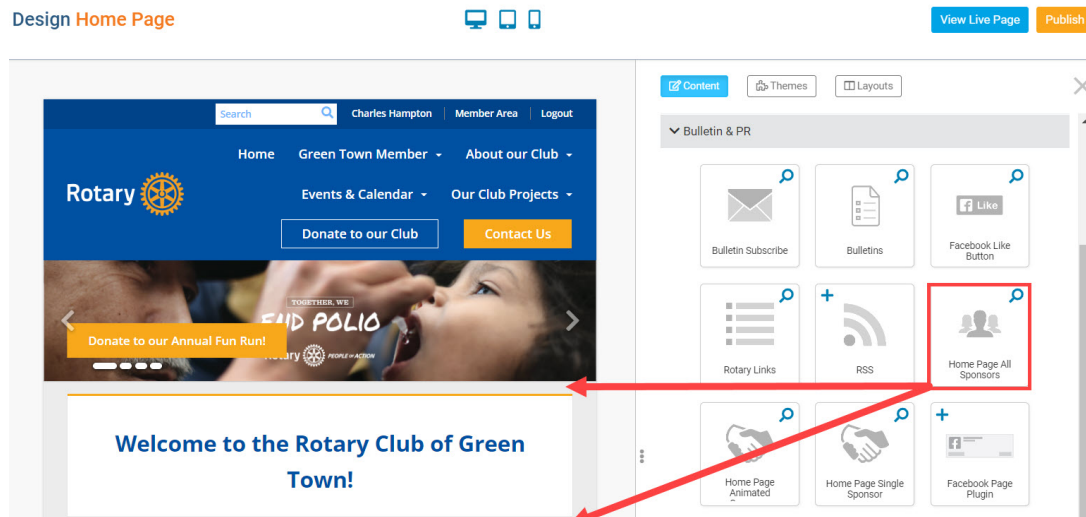 Design Home Page
View Live Page
Publish
Content
Themes
Layouts
Search
Charles Hampton
Member Area
Logout
Bulletin & PR
Home
Green Town Member
About our Club
Rotary
Events & Calendar
Our Club Projects
Donate to our Club
Contact Us
Like
Bulletin Subscribe
Bulletins
Facebook Like
Button
TOGETHER, WE
END POLIO
Donate to our Annual Fun Run!
PEOPLE OF ACTION
Rotary Links
RSS
Home Page All
Sponsors
Welcome to the Rotary Club of Green
Town!
Home Page
Animated
Home Page Single
Sponsor
Facebook Page
Plugin